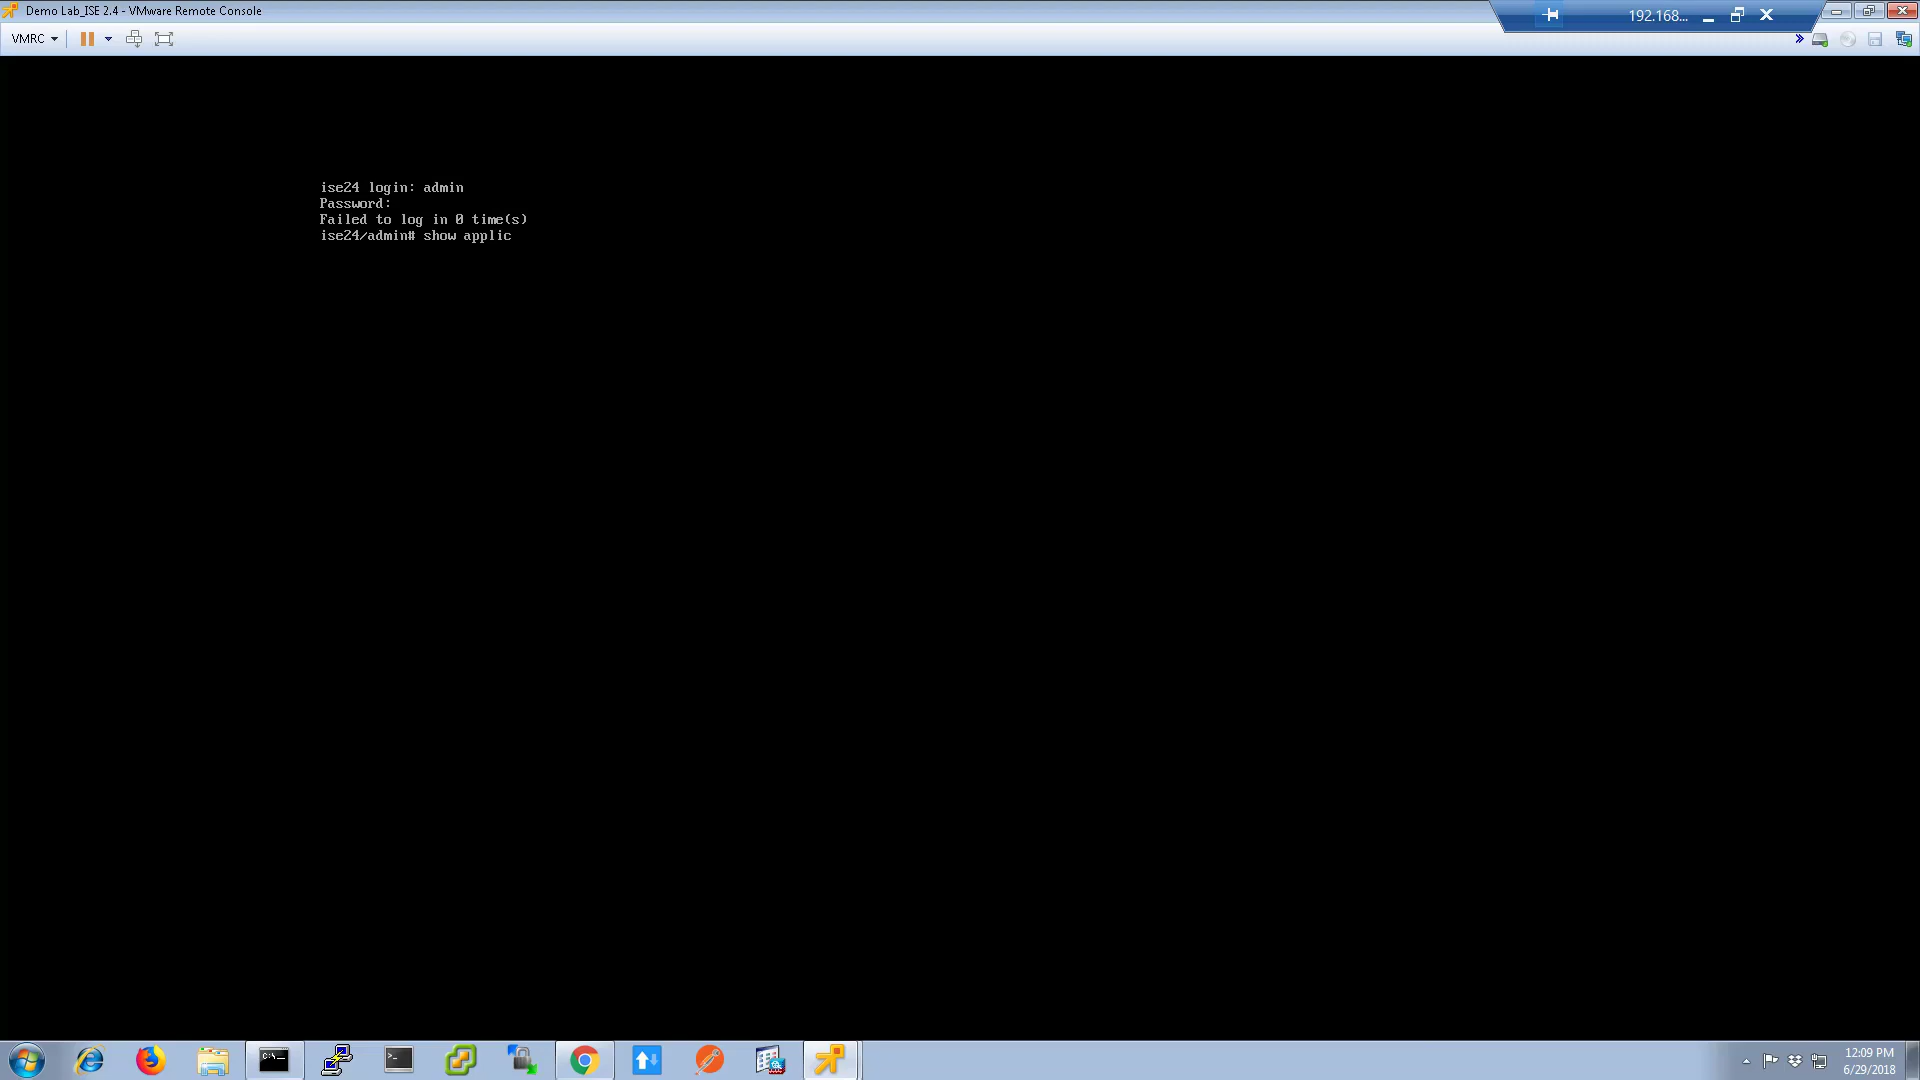 Demo Lab_ISE 2.4 - VMware Remote Console
192.168...
VMRC
ise24 login: admin
Password:
Failed to log in 0 time(s)
ise24/admin# show applic
C:\_
>_
12:09 PM
6/29/2018